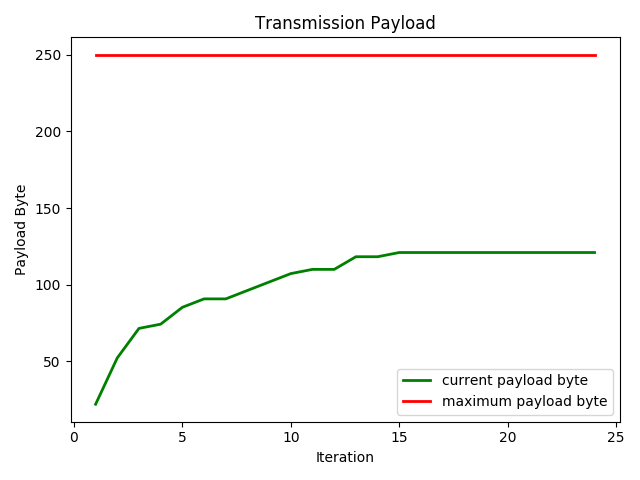 Transmission Payload
250
200
150
100
50
Payload Byte
0
5
10
15
20
25
Iteration
current payload byte
maximum payload byte